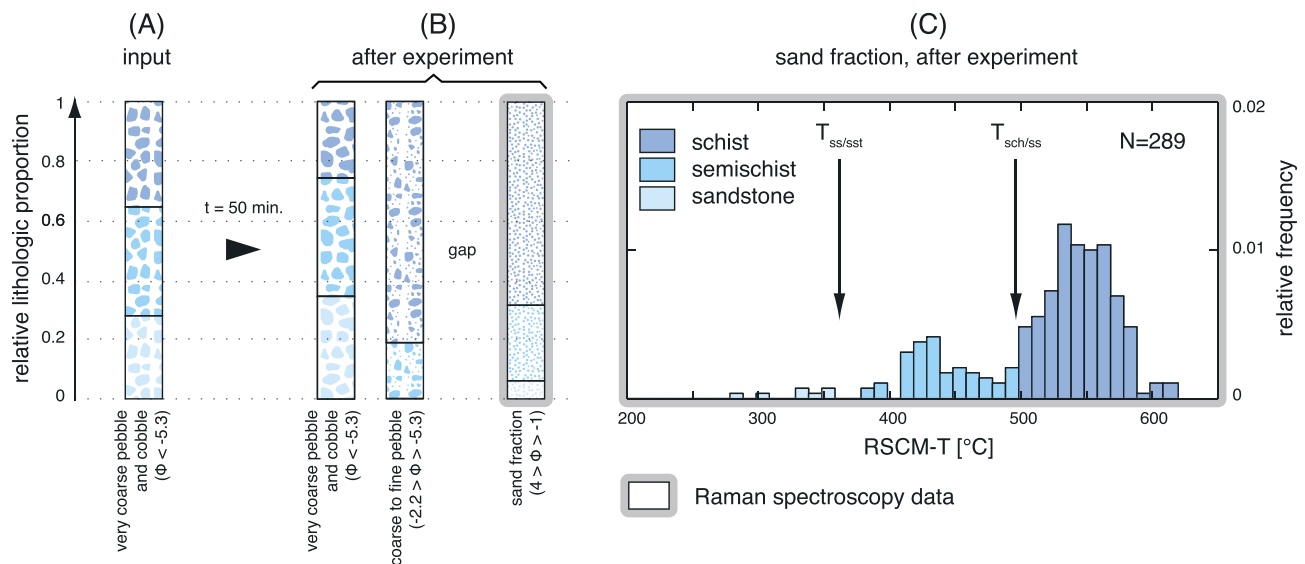 (A)
input
(B)
after experiment
(C)
sand fraction, after experiment
relative lithologic proportion
1
0.8
0.6
0.4
0.2
0
t = 50 min.
gap
very coarse pebble
and cobble
(Φ < -5.3)
very coarse pebble
and cobble
(Φ < -5.3)
coarse to fine pebble
(-2.2 > Φ > -5.3)
sand fraction
(4 > Φ > -1)
schist
semischist
sandstone
Tss/sst
Tsch/ss
N=289
0.02
0.01
0
relative frequency
200
300
400
500
600
RSCM-T [°C]
Raman spectroscopy data